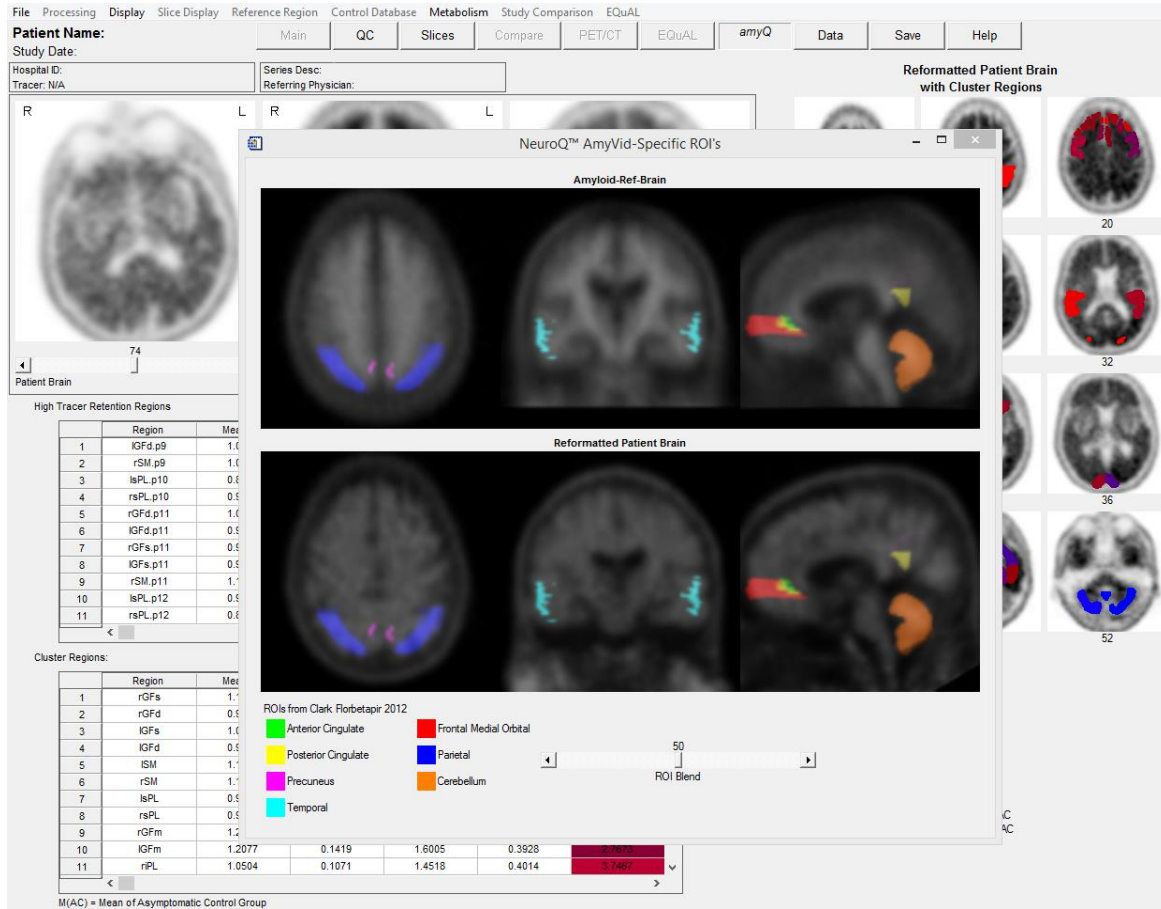 File Processing Display Slice Display Reference Region Control Database Metabolism Study Comparison EQuAL
Patient Name:
Main QC Slices Compare PET/CT EQuAL amyQ Data Save Help
Study Date:
Hospital ID:
Tracer: N/A
Series Desc:
Referring Physician:
Reformatted Patient Brain
with Cluster Regions
R L R L
NeuroQ™ AmyVid-Specific ROI's
Amyloid-Ref-Brain
20
32
36
52
74
Patient Brain
High Tracer Retention Regions
Region
1 lGFd.p9
2 rSM.p9
3 lsPL.p10
4 rsPL.p10
5 rGFd.p11
6 lGFd.p11
7 rGFs.p11
8 lGFs.p11
9 rSM.p11
10 lsPL.p12
11 rsPL.p12
Reformatted Patient Brain
Cluster Regions:
Region
1 rGFs
2 rGFd
3 lGFs
4 lGFd
5 lSM
6 rSM
7 lsPL
8 rsPL
9 rGFm
10 lGFm 1.2077 0.1419 1.6005 0.3928 2.7673
11 riPL 1.0504 0.1071 1.4518 0.4014 3.7467
ROIs from Clark Florbetapir 2012
Anterior Cingulate Frontal Medial Orbital
Posterior Cingulate Parietal
Precuneus Cerebellum
Temporal
50
ROI Blend
M(AC) = Mean of Asymptomatic Control Group